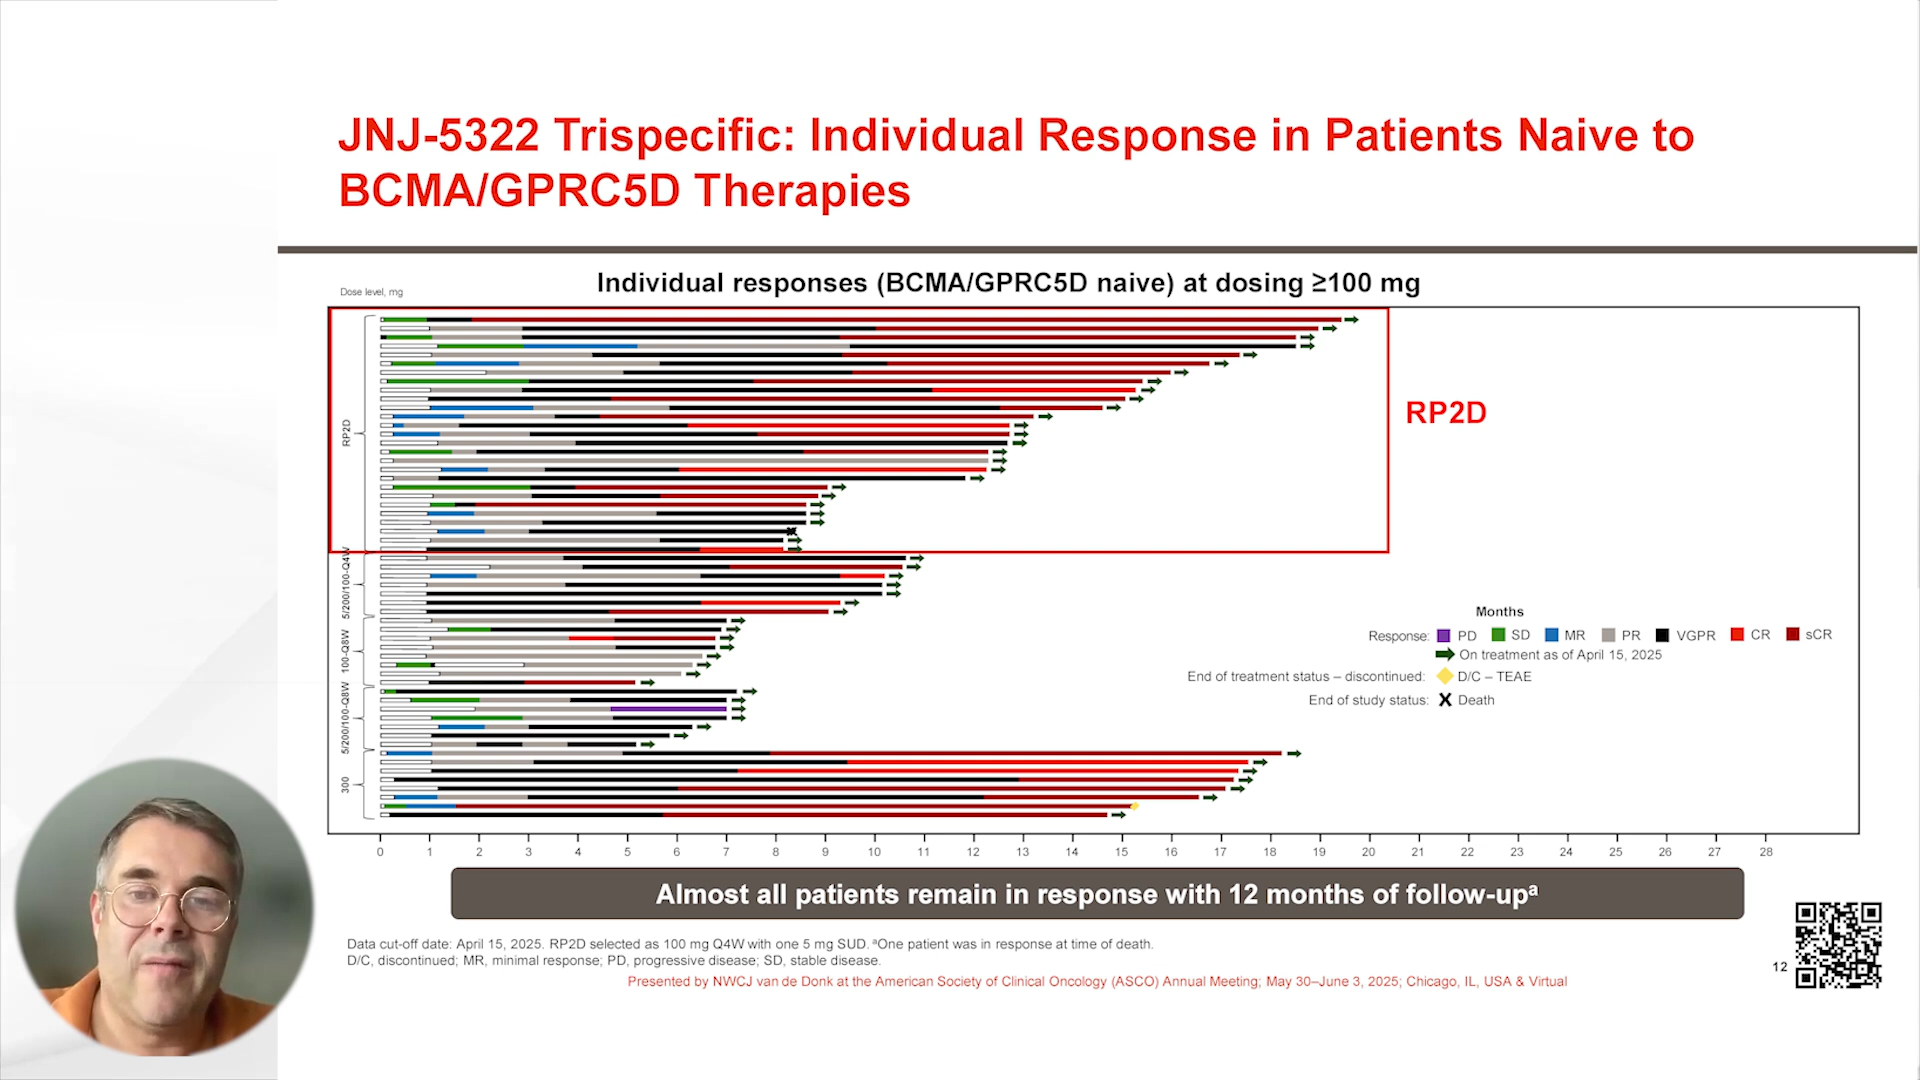 JNJ-5322 Trispecific: Individual Response in Patients Naive to
BCMA/GPRC5D Therapies
Individual responses (BCMA/GPRC5D naive) at dosing ≥100 mg
Dose level, mg
RP2D
RP2D
5/200/100-Q4W
100-Q8W
5/200/100-Q8W
300
Months
Response: PD SD MR PR VGPR CR sCR
On treatment as of April 15, 2025
End of treatment status – discontinued: D/C – TEAE
End of study status: X Death
0 1 2 3 4 5 6 7 8 9 10 11 12 13 14 15 16 17 18 19 20 21 22 23 24 25 26 27 28
Almost all patients remain in response with 12 months of follow-upᵃ
Data cut-off date: April 15, 2025. RP2D selected as 100 mg Q4W with one 5 mg SUD. ᵃOne patient was in response at time of death.
D/C, discontinued; MR, minimal response; PD, progressive disease; SD, stable disease.
12
Presented by NWCJ van de Donk at the American Society of Clinical Oncology (ASCO) Annual Meeting; May 30–June 3, 2025; Chicago, IL, USA & Virtual